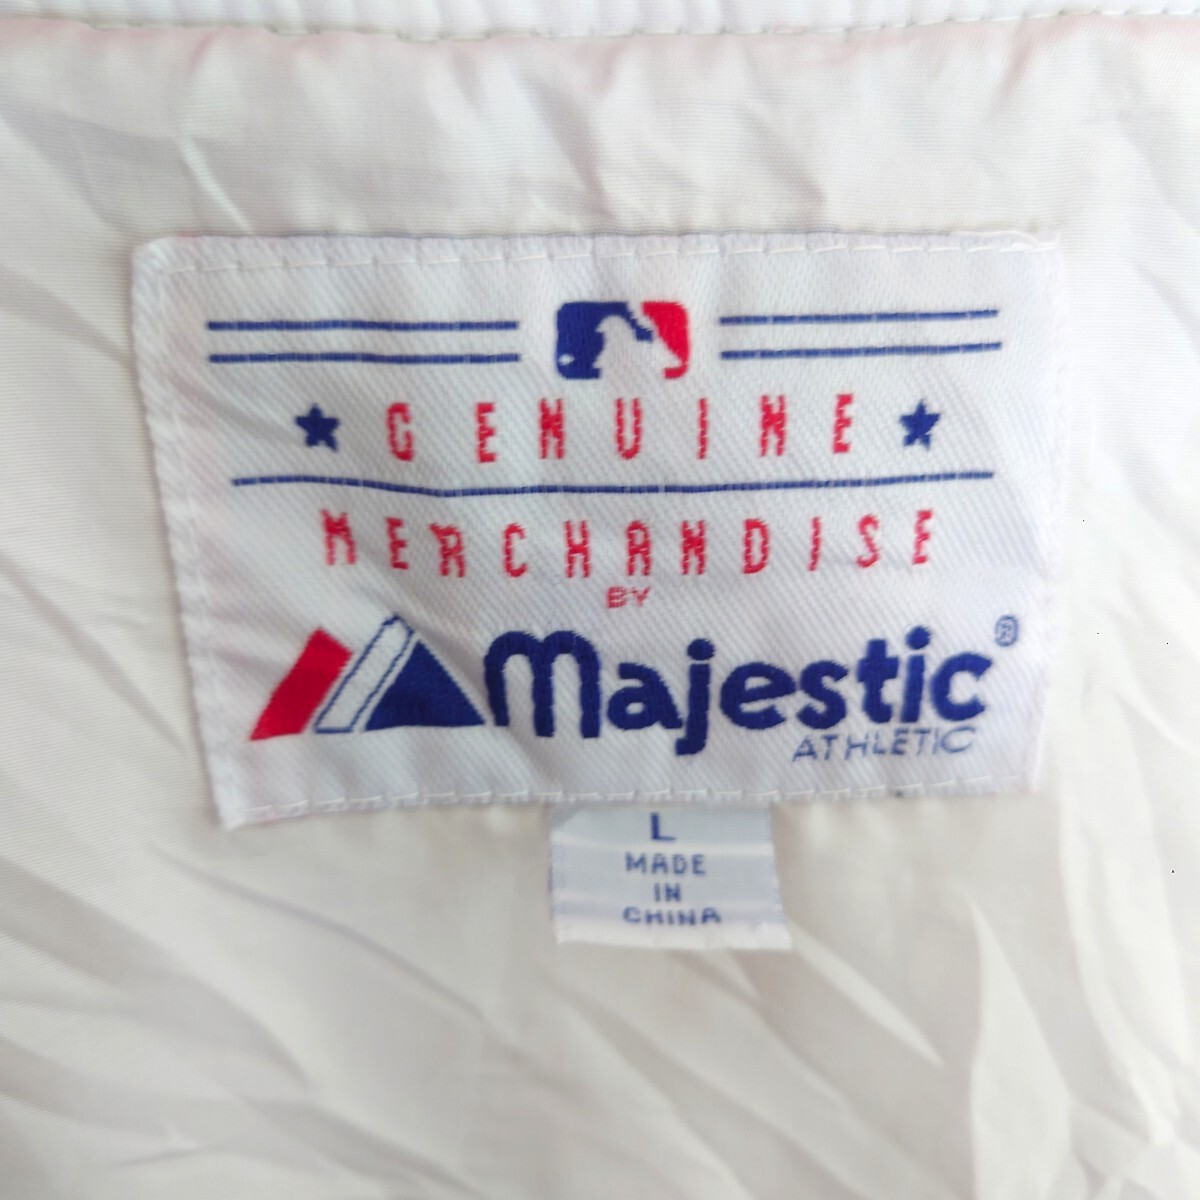 GENUINE
MERCHANDISE
BY
Majestic®
ATHLETIC
L
MADE
IN
CHINA